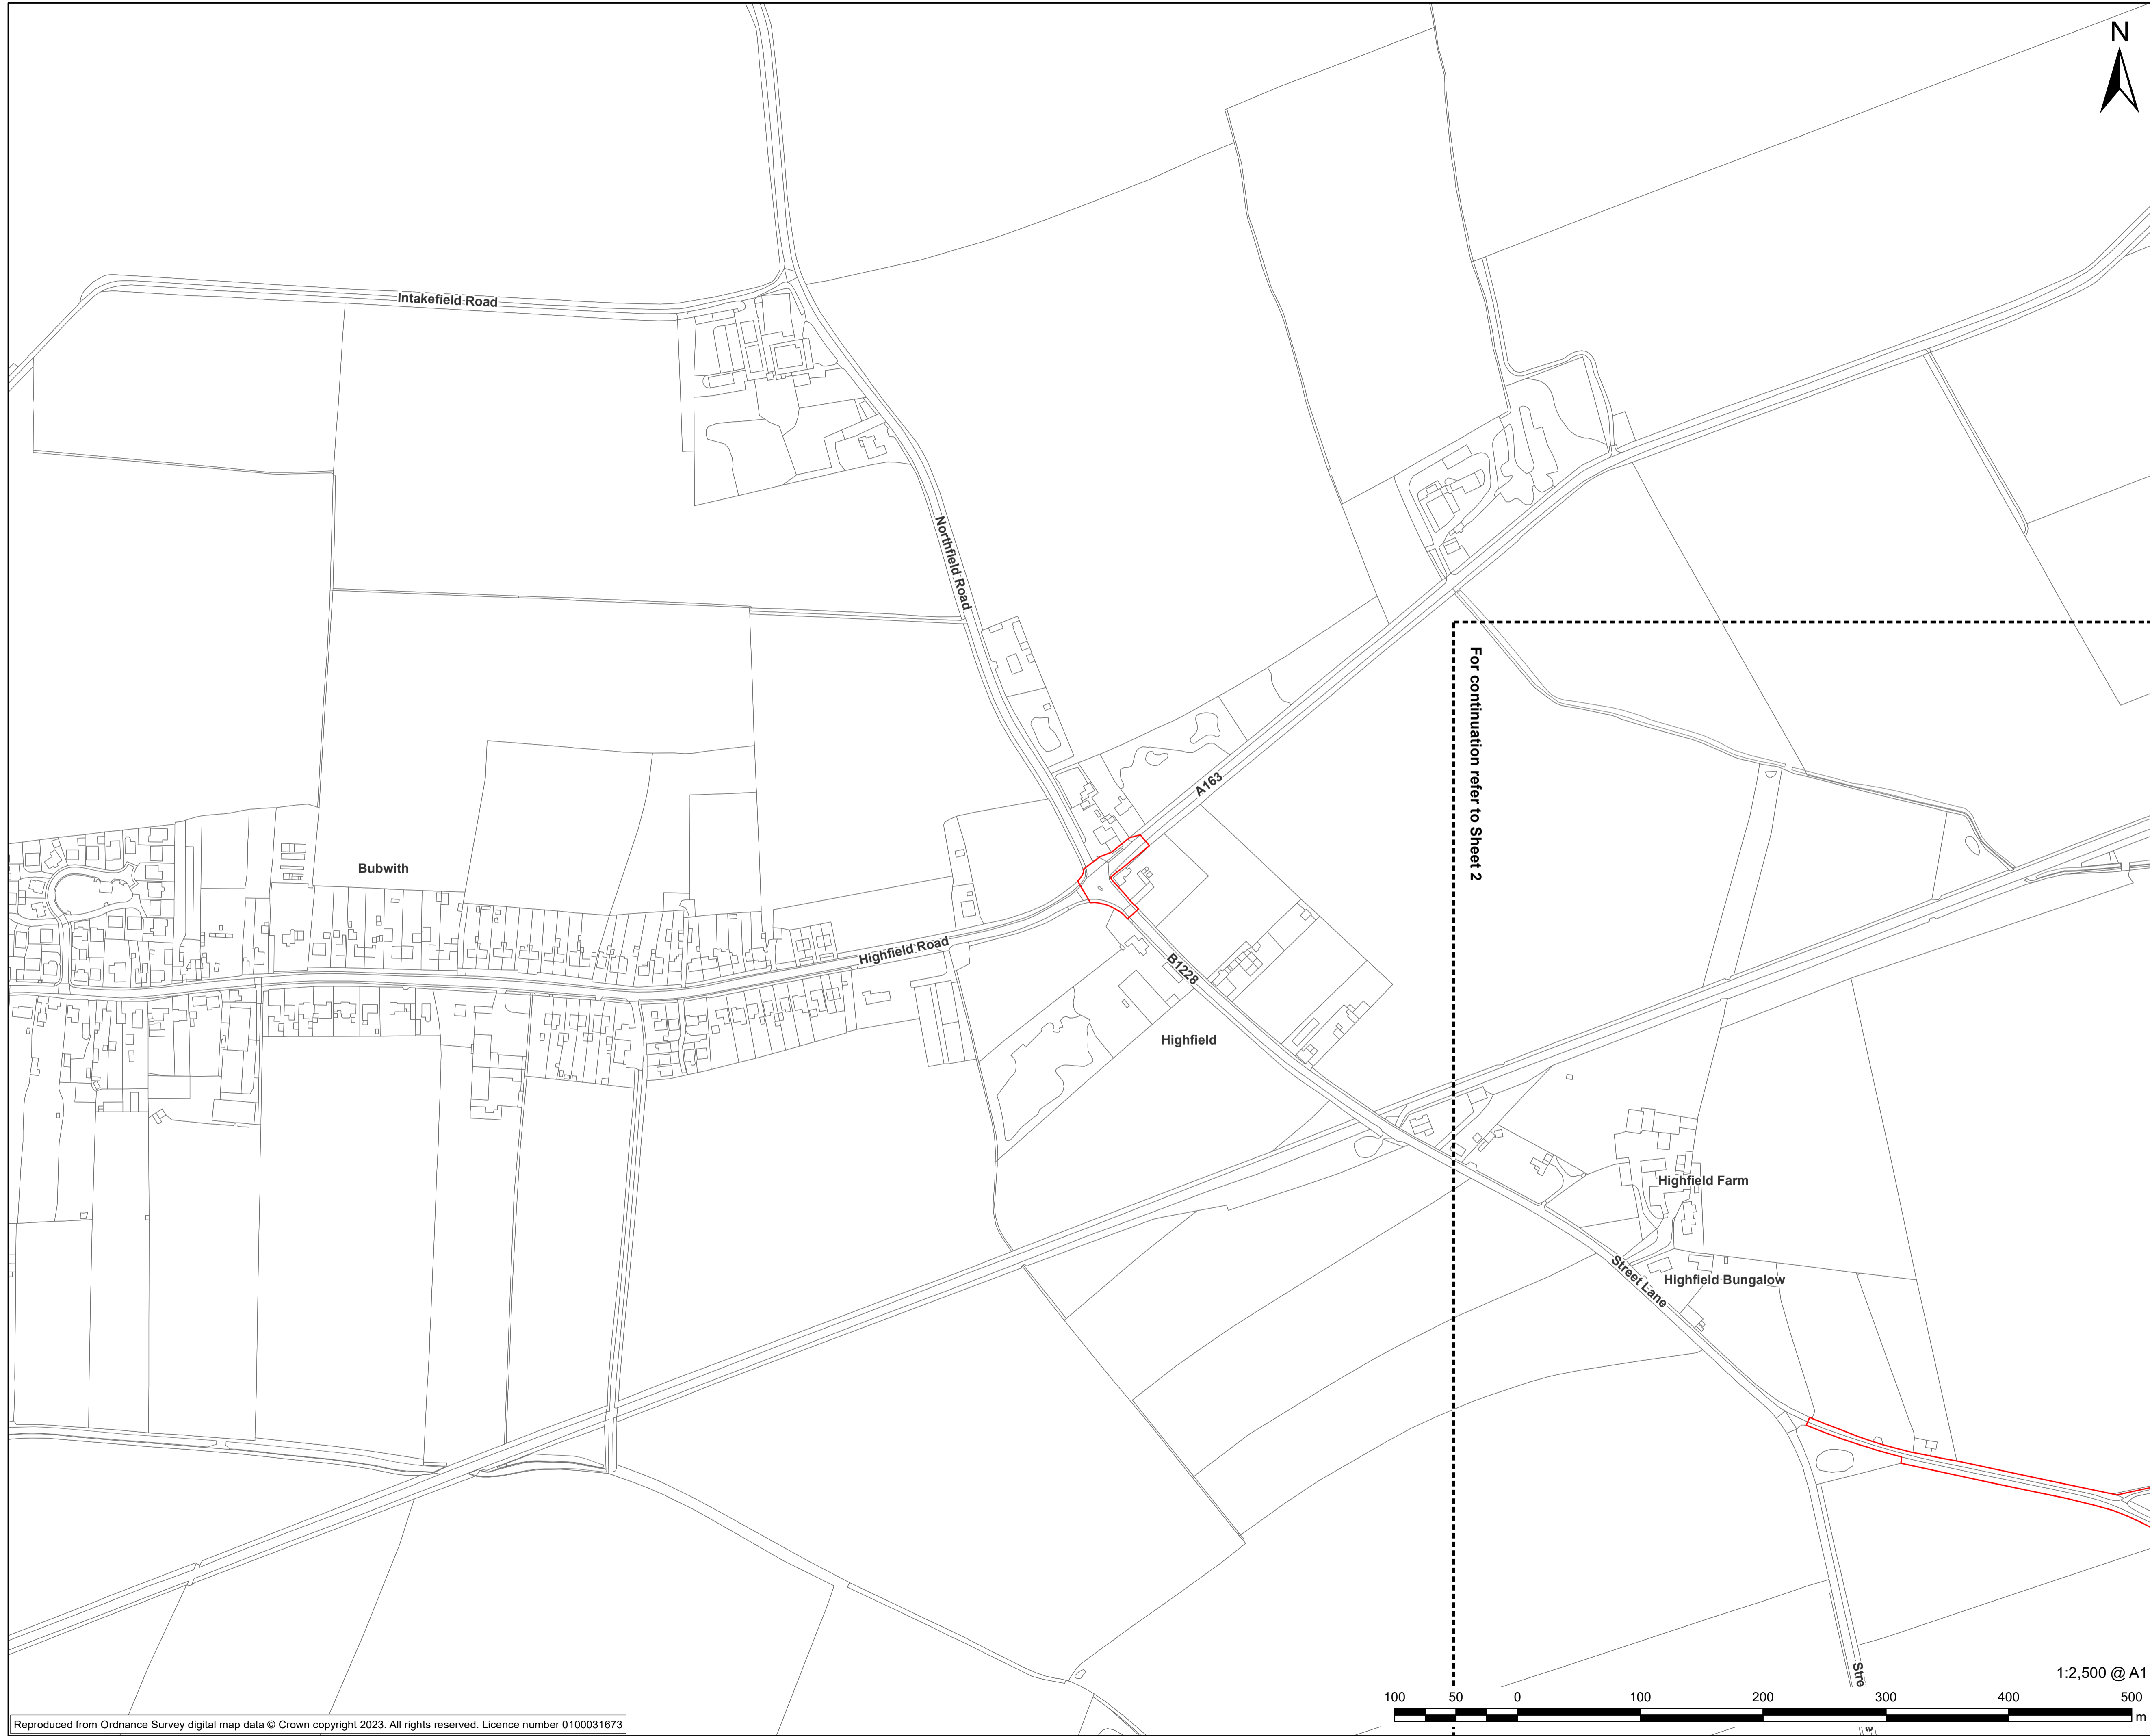 N
Intakefield Road
Northfield Road
For continuation refer to Sheet 2
A163
Bubwith
Highfield Road
B1228
Highfield
Highfield Farm
Street Lane
Highfield Bungalow
Stre
1:2,500 @ A1
100 50 0 100 200 300 400 500
m
Reproduced from Ordnance Survey digital map data © Crown copyright 2023. All rights reserved. Licence number 0100031673